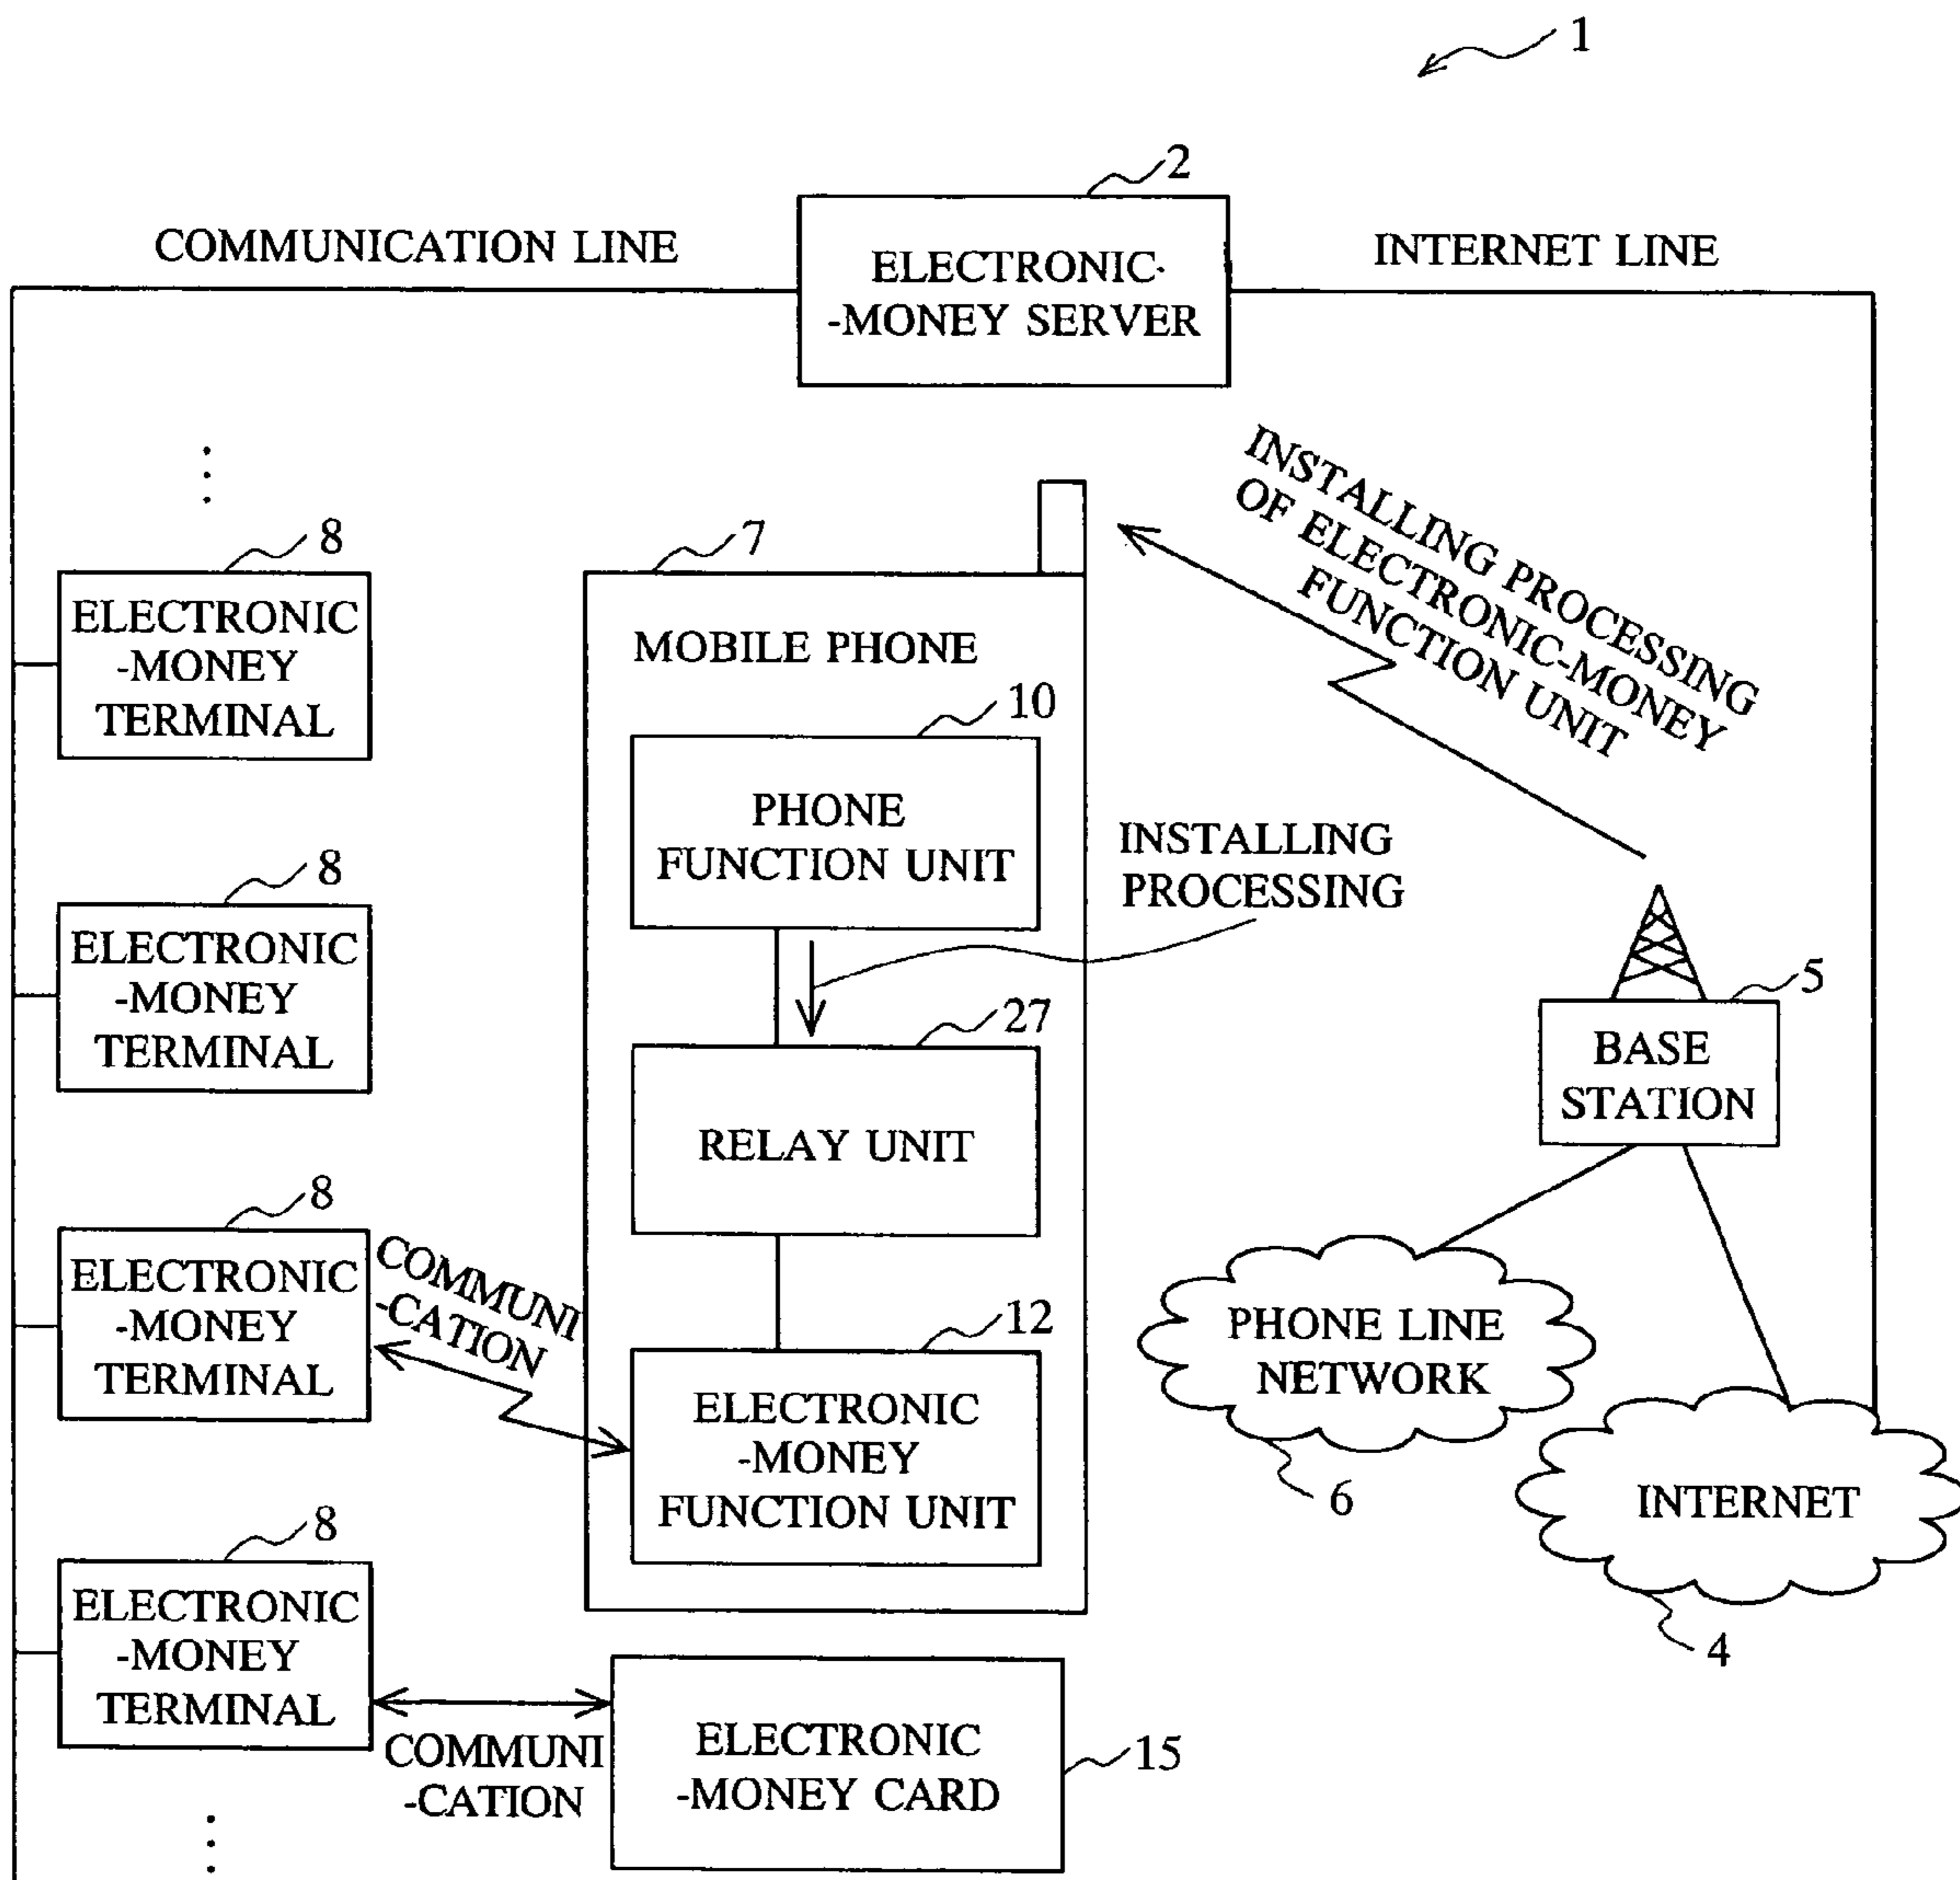 1
2
COMMUNICATION LINE
ELECTRONIC-
-MONEY SERVER
INTERNET LINE
INSTALLING PROCESSING
OF ELECTRONIC-MONEY
FUNCTION UNIT
8
ELECTRONIC
-MONEY
TERMINAL
7
MOBILE PHONE
10
PHONE
FUNCTION UNIT
INSTALLING
PROCESSING
8
ELECTRONIC
-MONEY
TERMINAL
27
RELAY UNIT
5
BASE
STATION
8
ELECTRONIC
-MONEY
TERMINAL
COMMUNI
-CATION
12
ELECTRONIC
-MONEY
FUNCTION UNIT
PHONE LINE
NETWORK
6
INTERNET
4
8
ELECTRONIC
-MONEY
TERMINAL
COMMUNI
-CATION
ELECTRONIC
-MONEY CARD
15